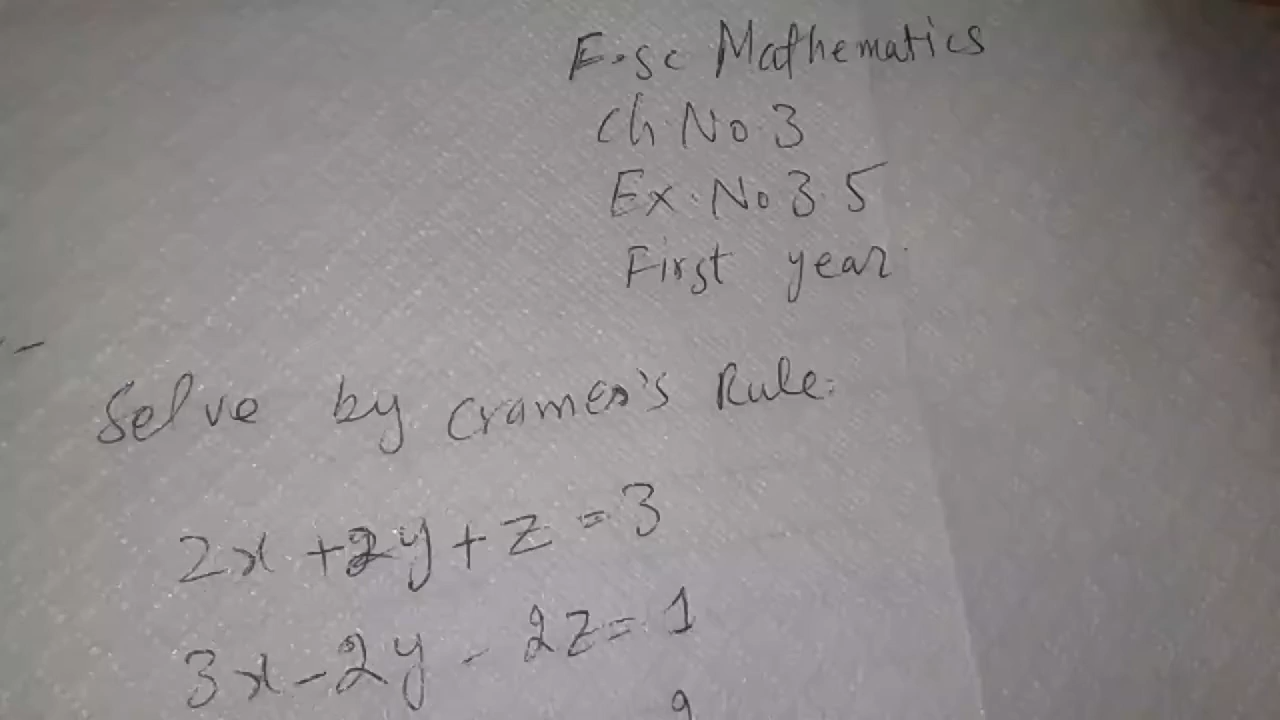 F.sc Mathematics
Ch No 3
Ex. No 3.5
First year
Solve by Cramer's Rule:
2x +2y + z = 3
3x - 2y - 2z = 1